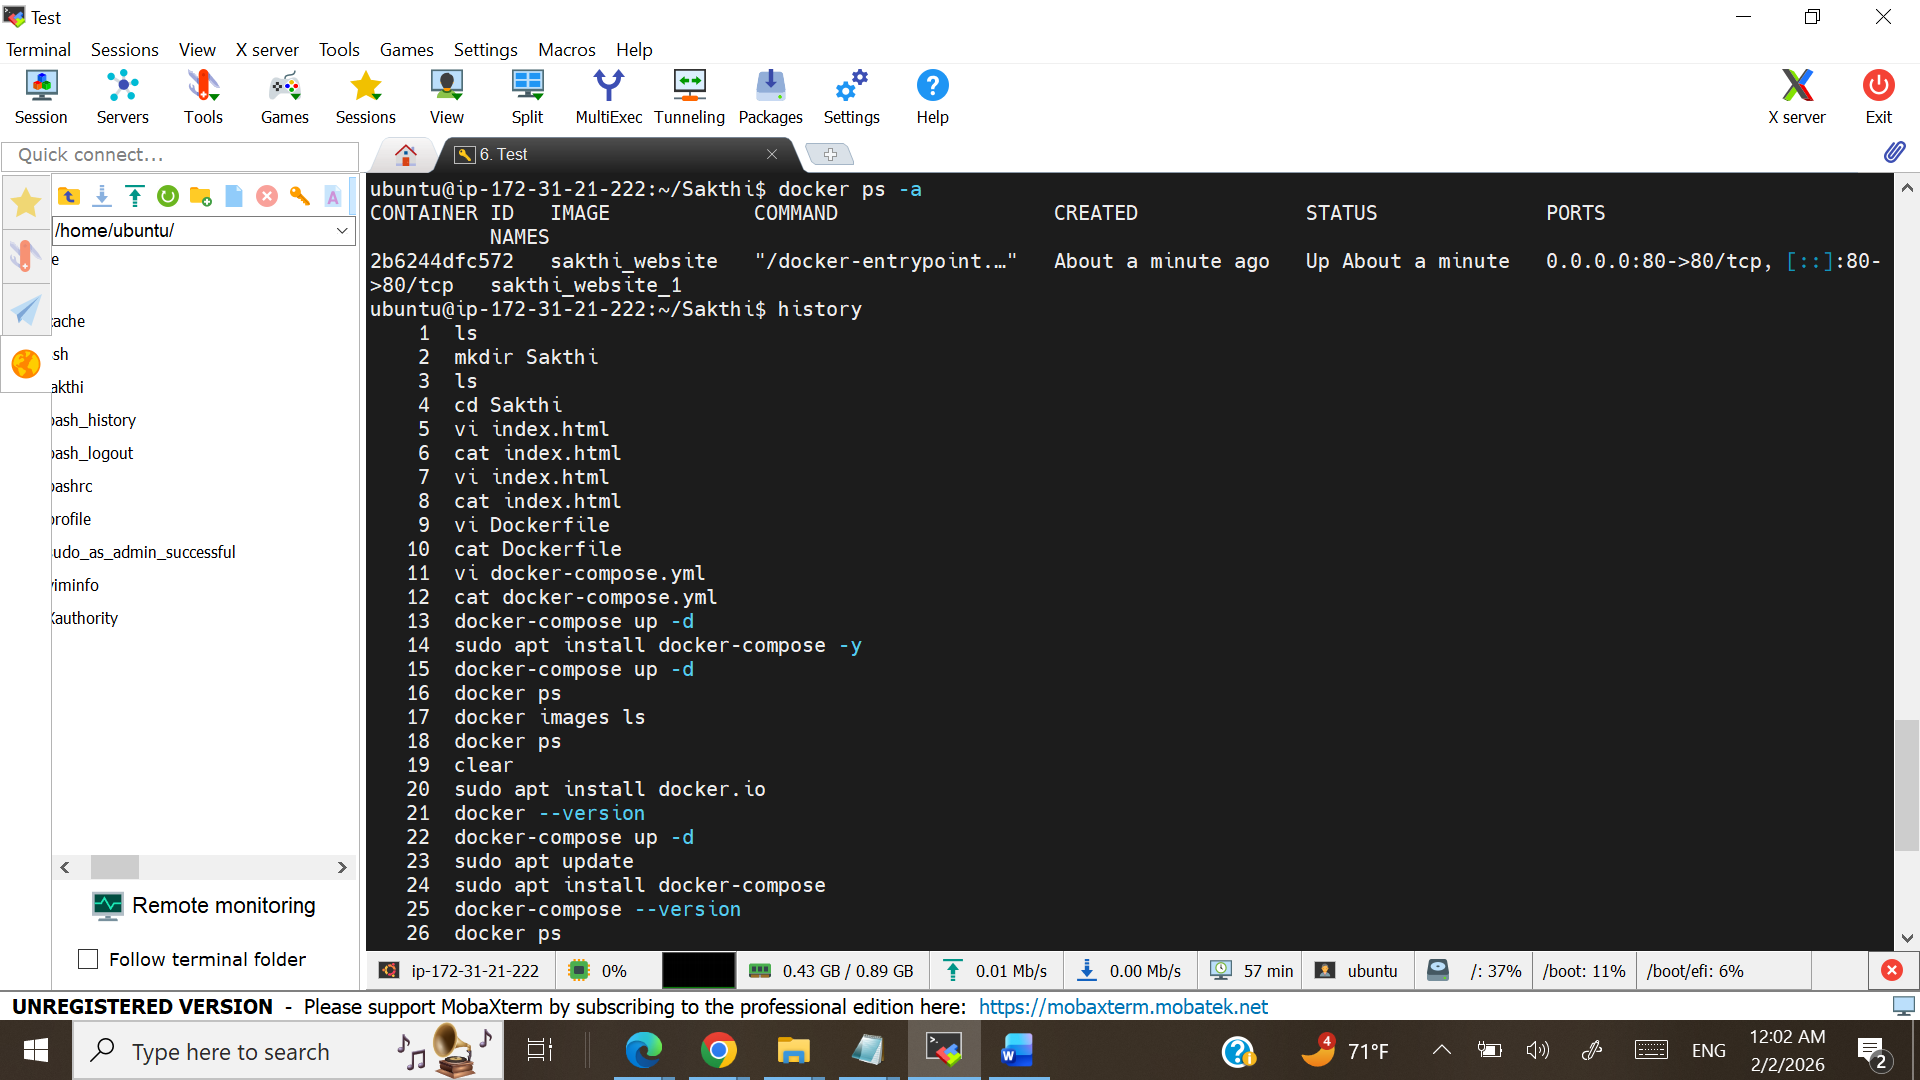 Test
Terminal Sessions View X server Tools Games Settings Macros Help
Session Servers Tools Games Sessions View Split MultiExec Tunneling Packages Settings Help X server Exit
Quick connect...
6. Test
/home/ubuntu/
e
cache
sh
akthi
bash_history
bash_logout
bashrc
profile
sudo_as_admin_successful
viminfo
Xauthority
Remote monitoring
Follow terminal folder
ubuntu@ip-172-31-21-222:~/Sakthi$ docker ps -a
CONTAINER ID IMAGE COMMAND CREATED STATUS PORTS
NAMES
2b6244dfc572 sakthi_website "/docker-entrypoint.…" About a minute ago Up About a minute 0.0.0.0:80->80/tcp, [::]:80-
>80/tcp sakthi_website_1
ubuntu@ip-172-31-21-222:~/Sakthi$ history
1 ls
2 mkdir Sakthi
3 ls
4 cd Sakthi
5 vi index.html
6 cat index.html
7 vi index.html
8 cat index.html
9 vi Dockerfile
10 cat Dockerfile
11 vi docker-compose.yml
12 cat docker-compose.yml
13 docker-compose up -d
14 sudo apt install docker-compose -y
15 docker-compose up -d
16 docker ps
17 docker images ls
18 docker ps
19 clear
20 sudo apt install docker.io
21 docker --version
22 docker-compose up -d
23 sudo apt update
24 sudo apt install docker-compose
25 docker-compose --version
26 docker ps
ip-172-31-21-222 0% 0.43 GB / 0.89 GB 0.01 Mb/s 0.00 Mb/s 57 min ubuntu /: 37% /boot: 11% /boot/efi: 6%
UNREGISTERED VERSION - Please support MobaXterm by subscribing to the professional edition here: https://mobaxterm.mobatek.net
Type here to search
4 71°F ENG
12:02 AM
2/2/2026
2